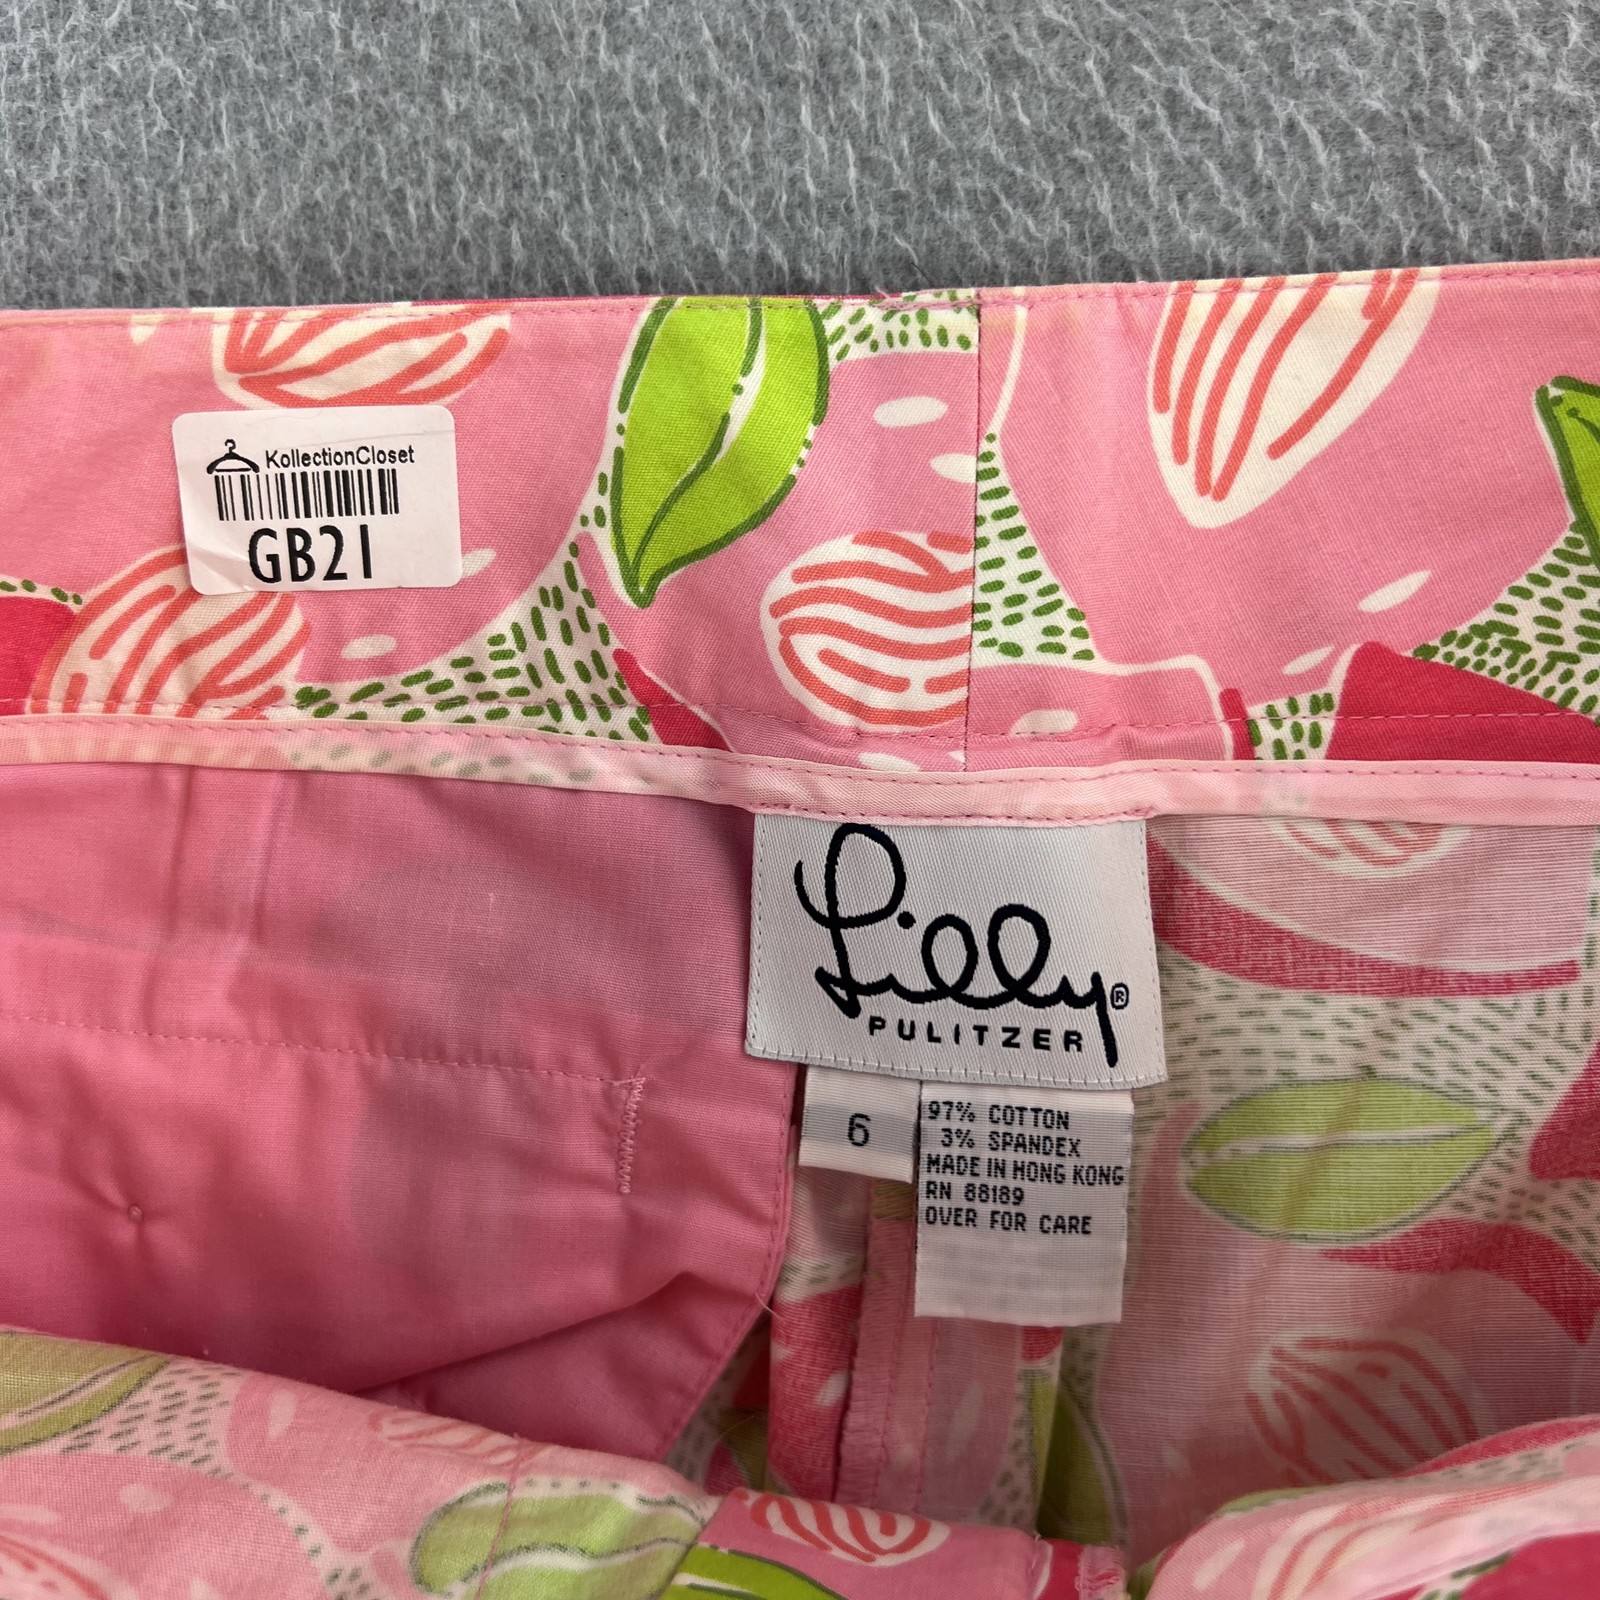 KollectionCloset
GB21
Lilly®
PULITZER
6
97% COTTON
3% SPANDEX
MADE IN HONG KONG
RN 88189
OVER FOR CARE